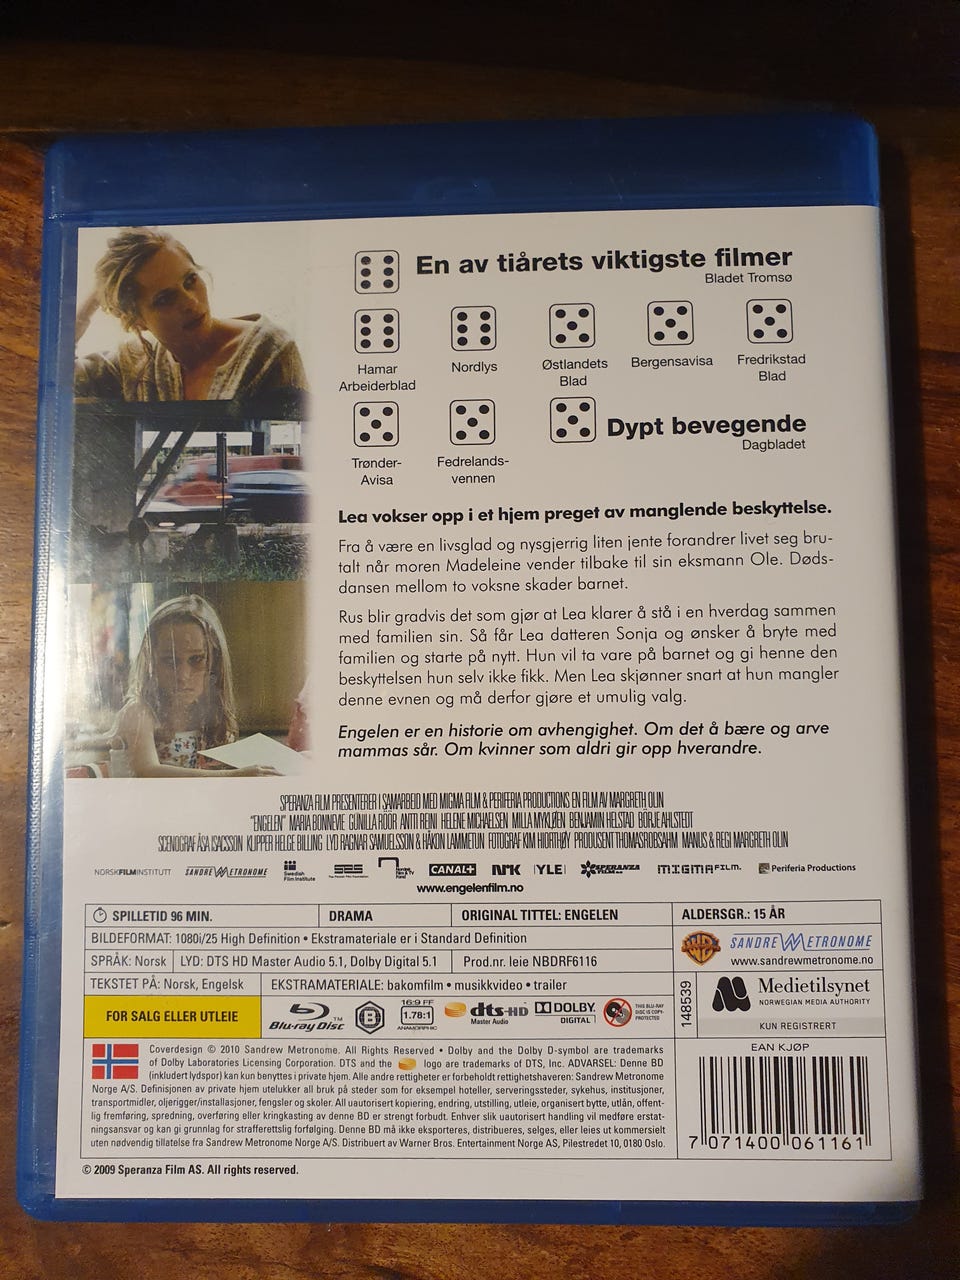 En av tiårets viktigste filmer
Bladet Tromsø
Hamar
Arbeiderblad
Nordlys
Østlandets
Blad
Bergensavisa
Fredrikstad
Blad
Trønder-
Avisa
Fedrelands-
vennen
Dypt bevegende
Dagbladet
Lea vokser opp i et hjem preget av manglende beskyttelse.
Fra å være en livsglad og nysgjerrig liten jente forandrer livet seg bru-
talt når moren Madeleine vender tilbake til sin eksmann Ole. Døds-
dansen mellom to voksne skader barnet.
Rus blir gradvis det som gjør at Lea klarer å stå i en hverdag sammen
med familien sin. Så får Lea datteren Sonja og ønsker å bryte med
familien og starte på nytt. Hun vil ta vare på barnet og gi henne den
beskyttelsen hun selv ikke fikk. Men Lea skjønner snart at hun mangler
denne evnen og må derfor gjøre et umulig valg.
Engelen er en historie om avhengighet. Om det å bære og arve
mammas sår. Om kvinner som aldri gir opp hverandre.
SPERANZA FILM PRESENTERER I SAMARBEID MED MIGMA FILM & PERIFERIA PRODUCTIONS EN FILM AV MARGRETH OLIN
"ENGELEN" MARIA BONNEVIE GUNILLA RÖÖR ANTTI REINI HELENE MICHAELSEN MILLA MYKLØEN BENJAMIN HELSTAD BÖRJE AHLSTEDT
SCENOGRAF ÅSA ISACSSON KLIPPER HELGE BILLING LYD RAGNAR SAMUELSSON & HÅKON LAMMETUN FOTOGRAF KIM HIORTHØY PRODUSENT THOMAS ROBSAHM MANUS & REGI MARGRETH OLIN
NORSKFILMINSTITUTT SANDREW METRONOME Swedish Film Institute CANAL+ NRK YLE SPERANZA FILM AS MIGMAFILM. Periferia Productions
www.engelenfilm.no
SPILLETID 96 MIN. DRAMA ORIGINAL TITTEL: ENGELEN ALDERSGR.: 15 ÅR
BILDEFORMAT: 1080i/25 High Definition • Ekstramateriale er i Standard Definition
SPRÅK: Norsk LYD: DTS HD Master Audio 5.1, Dolby Digital 5.1 Prod.nr. leie NBDRF6116
TEKSTET PÅ: Norsk, Engelsk EKSTRAMATERIALE: bakomfilm • musikkvideo • trailer
SANDREW METRONOME
www.sandrewmetronome.no
FOR SALG ELLER UTLEIE
Blu-ray Disc™
B
16:9 FF
1.78:1
ANAMORPHIC
dts-HD
Master Audio
DOLBY
DIGITAL
THIS BLU-RAY
DISC IS COPY-
PROTECTED
148539
Medietilsynet
NORWEGIAN MEDIA AUTHORITY
KUN REGISTRERT
EAN KJØP
7 071400 061161
Coverdesign © 2010 Sandrew Metronome. All Rights Reserved • Dolby and the Dolby D-symbol are trademarks
of Dolby Laboratories Licensing Corporation. DTS and the logo are trademarks of DTS, Inc. ADVARSEL: Denne BD
(inkludert lydspor) kan kun benyttes i private hjem. Alle andre rettigheter er forbeholdt rettighetshaveren: Sandrew Metronome
Norge A/S. Definisjonen av private hjem utelukker all bruk på steder som for eksempel hoteller, serveringssteder, sykehus, institusjoner,
transportmidler, oljerigger/installasjoner, fengsler og skoler. All uautorisert kopiering, endring, utstilling, utleie, organisert bytte, utlån, offent-
lig fremføring, spredning, overføring eller kringkasting av denne BD er strengt forbudt. Enhver slik uautorisert handling vil medføre erstat-
ningsansvar og kan gi grunnlag for strafferettslig forfølging. Denne BD må ikke eksporteres, distribueres, selges, eller leies ut kommersielt
uten nødvendig tillatelse fra Sandrew Metronome Norge A/S. Distribuert av Warner Bros. Entertainment Norge AS, Pilestredet 10, 0180 Oslo.
© 2009 Speranza Film AS. All rights reserved.